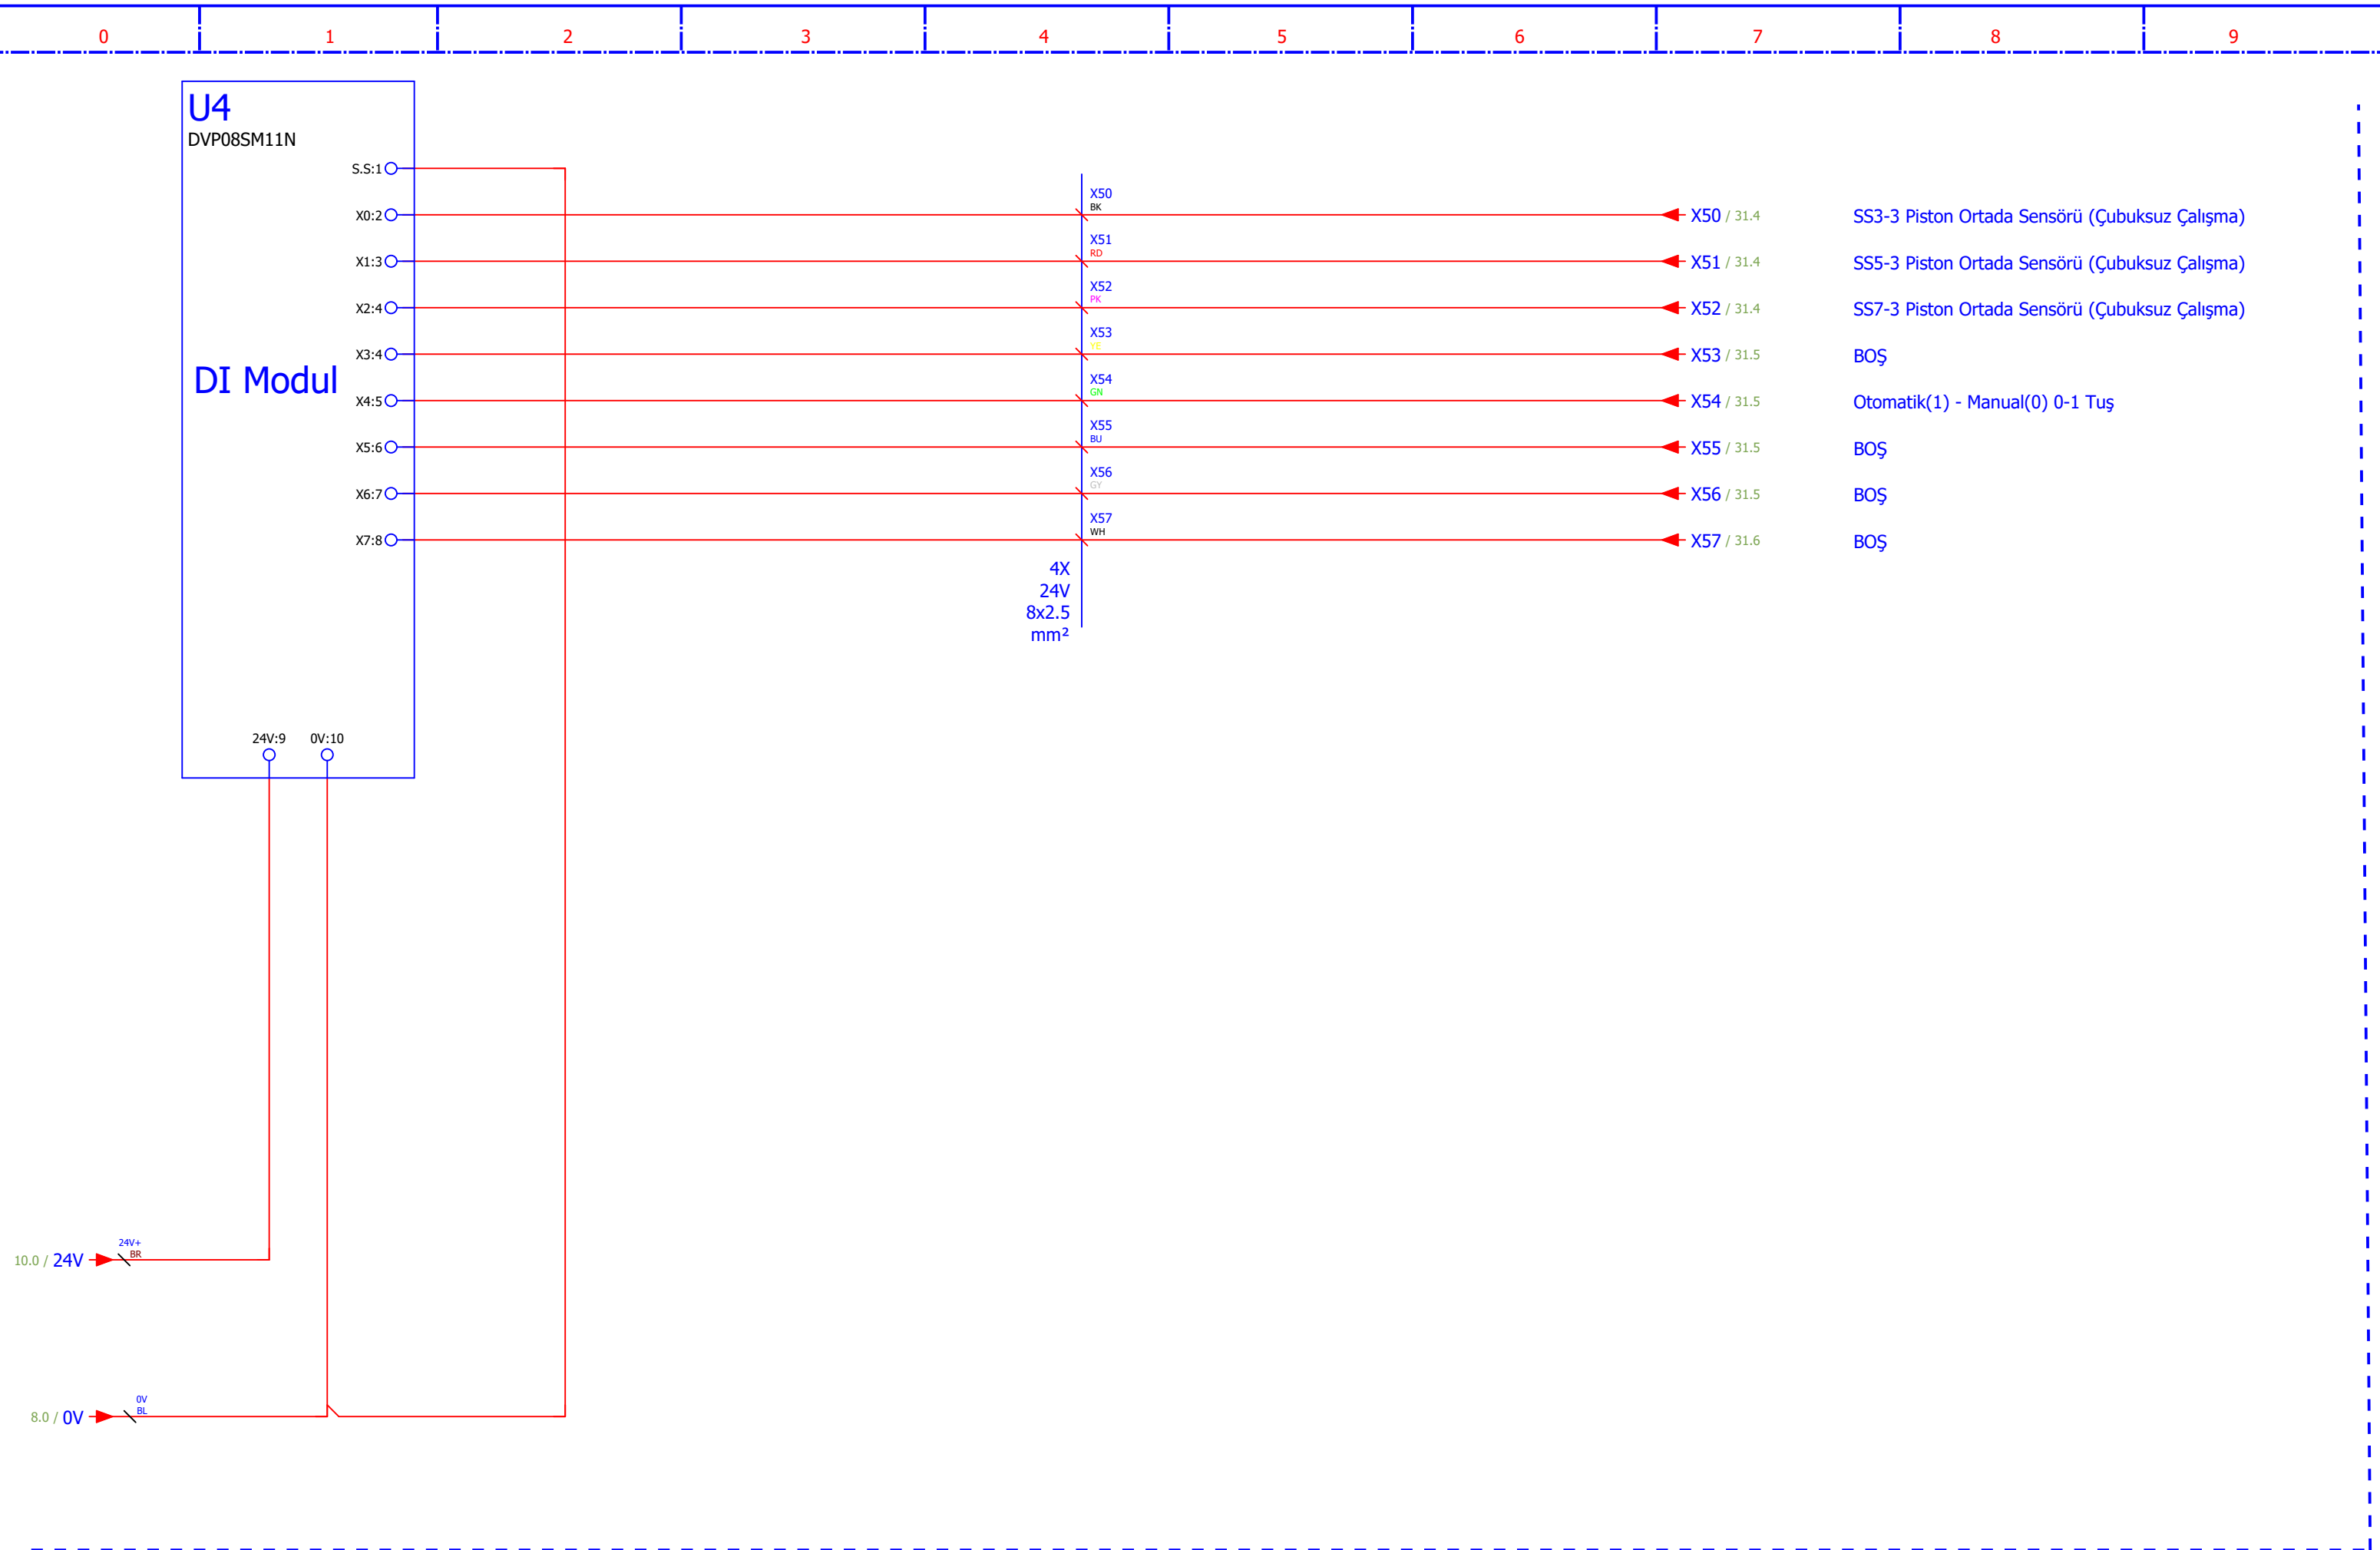 0 1 2 3 4 5 6 7 8 9
U4
DVP08SM11N
S.S:1
X50
BK
X0:2 X50 / 31.4 SS3-3 Piston Ortada Sensörü (Çubuksuz Çalışma)
X51
RD
X1:3 X51 / 31.4 SS5-3 Piston Ortada Sensörü (Çubuksuz Çalışma)
X52
PK
X2:4 X52 / 31.4 SS7-3 Piston Ortada Sensörü (Çubuksuz Çalışma)
X53
X3:4 X53 / 31.5 BOŞ
DI Modul
X54
GN
X4:5 X54 / 31.5 Otomatik(1) - Manual(0) 0-1 Tuş
X55
BU
X5:6 X55 / 31.5 BOŞ
X56
GY
X6:7 X56 / 31.5 BOŞ
X57
WH
X7:8 X57 / 31.6 BOŞ
4X
24V
8x2.5
mm²
24V:9 0V:10
24V+
BR
10.0 / 24V
0V
BL
8.0 / 0V